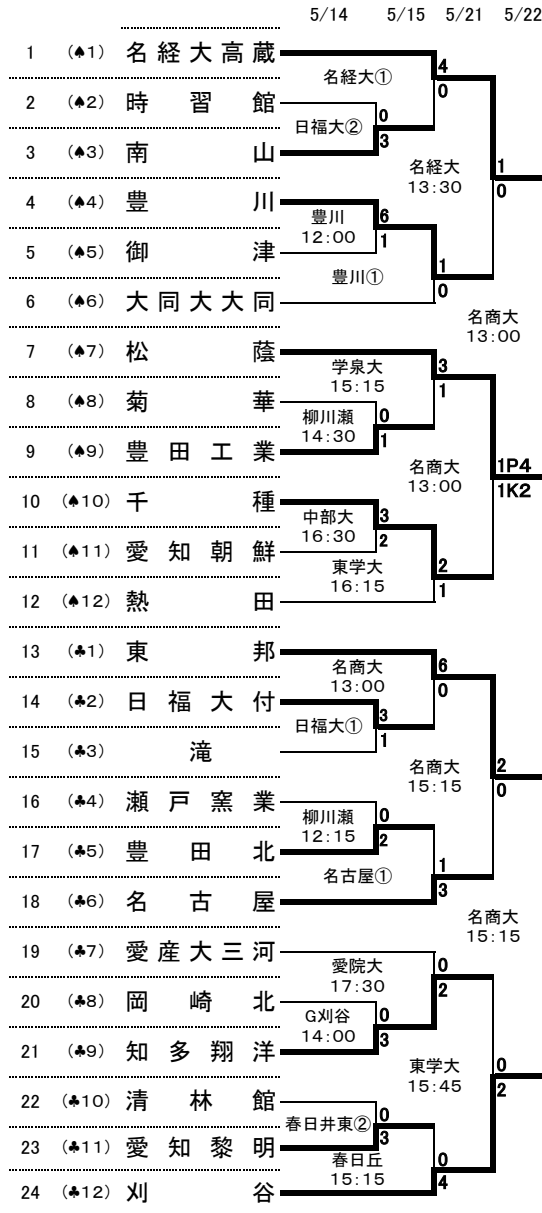 5/14 5/15 5/21 5/22
1 (♠1) 名経大高蔵
4
名経大①
0
2 (♠2) 時習館
0
日福大②
3
3 (♠3) 南山
名経大
13:30
1
0
4 (♠4) 豊川
豊川
12:00
6
1
5 (♠5) 御津
豊川①
1
0
6 (♠6) 大同大大同
名商大
13:00
7 (♠7) 松蔭
学泉大
15:15
3
1
8 (♠8) 菊華
柳川瀬
14:30
0
1
9 (♠9) 豊田工業
名商大
13:00
1P4
1K2
10 (♠10) 千種
中部大
16:30
3
2
11 (♠11) 愛知朝鮮
東学大
16:15
2
1
12 (♠12) 熱田
13 (♣1) 東邦
名商大
13:00
6
0
14 (♣2) 日福大付
日福大①
3
1
15 (♣3) 滝
名商大
15:15
2
0
16 (♣4) 瀬戸窯業
柳川瀬
12:15
0
2
17 (♣5) 豊田北
名古屋①
1
3
18 (♣6) 名古屋
名商大
15:15
19 (♣7) 愛産大三河
愛院大
17:30
0
2
20 (♣8) 岡崎北
G刈谷
14:00
0
3
21 (♣9) 知多翔洋
東学大
15:45
0
2
22 (♣10) 清林館
春日井東②
0
3
23 (♣11) 愛知黎明
春日丘
15:15
0
4
24 (♣12) 刈谷